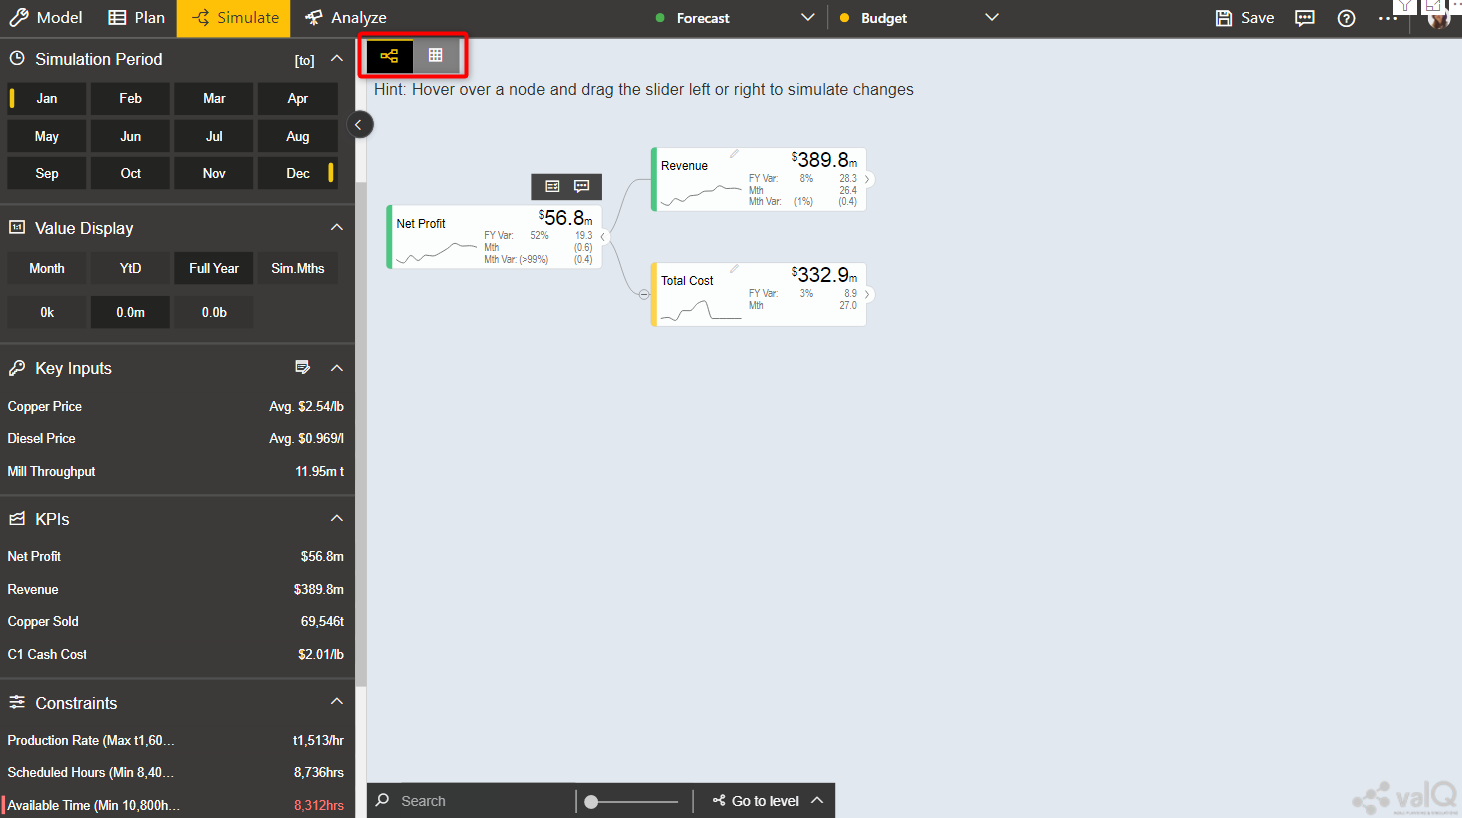 Model Plan Simulate Analyze Forecast Budget Save
Simulation Period [to]
Jan Feb Mar Apr
May Jun Jul Aug
Sep Oct Nov Dec
Value Display
Month YtD Full Year Sim.Mths
0k 0.0m 0.0b
Key Inputs
Copper Price Avg. $2.54/lb
Diesel Price Avg. $0.969/l
Mill Throughput 11.95m t
KPIs
Net Profit $56.8m
Revenue $389.8m
Copper Sold 69,546t
C1 Cash Cost $2.01/lb
Constraints
Production Rate (Max t1,60... t1,513/hr
Scheduled Hours (Min 8,40... 8,736hrs
Available Time (Min 10,800h... 8,312hrs
Hint: Hover over a node and drag the slider left or right to simulate changes
Net Profit $56.8m
FY Var: 52% 19.3
Mth (0.6)
Mth Var: (>99%) (0.4)
Revenue $389.8m
FY Var: 8% 28.3
Mth 26.4
Mth Var: (1%) (0.4)
Total Cost $332.9m
FY Var: 3% 8.9
Mth 27.0
Search Go to level
valQ